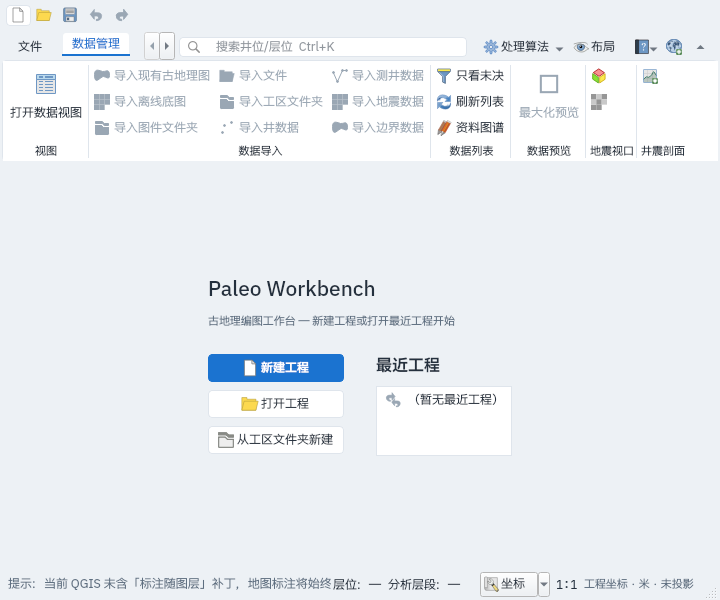 文件 数据管理 搜索井位/层位 Ctrl+K 处理算法 布局
打开数据视图
视图
导入现有古地理图 导入文件 导入测井数据
导入离线底图 导入工区文件夹 导入地震数据
导入图件文件夹 导入井数据 导入边界数据
数据导入
只看未决
刷新列表
资料图谱
数据列表
最大化预览
数据预览
地震视口
井震剖面
Paleo Workbench
古地理编图工作台 — 新建工程或打开最近工程开始
新建工程
打开工程
从工区文件夹新建
最近工程
（暂无最近工程）
提示: 当前 QGIS 未含「标注随图层」补丁，地图标注将始终 层位: — 分析层段: — 坐标 1:1 工程坐标 · 米 · 未投影